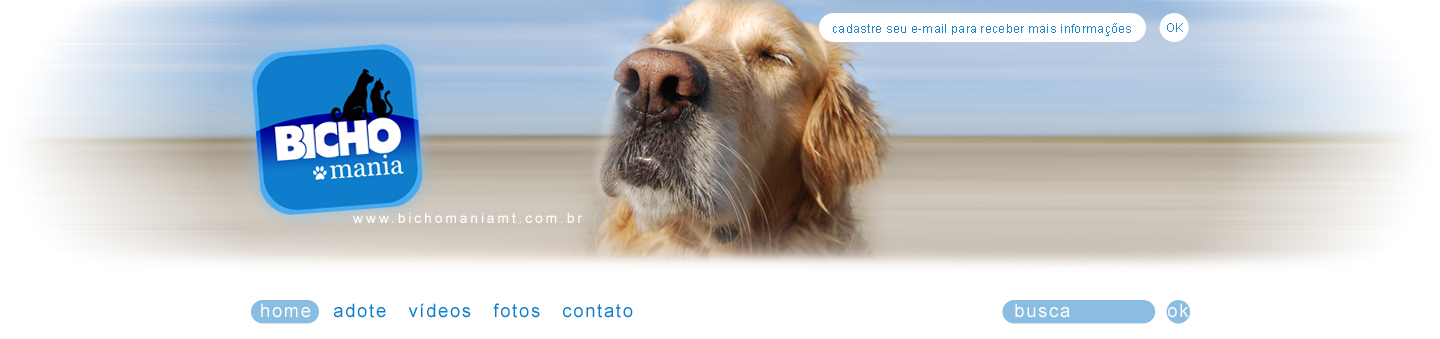 cadastre seu e-mail para receber mais informações OK
BICHO
mania
www.bichomaniamt.com.br
home adote vídeos fotos contato busca ok